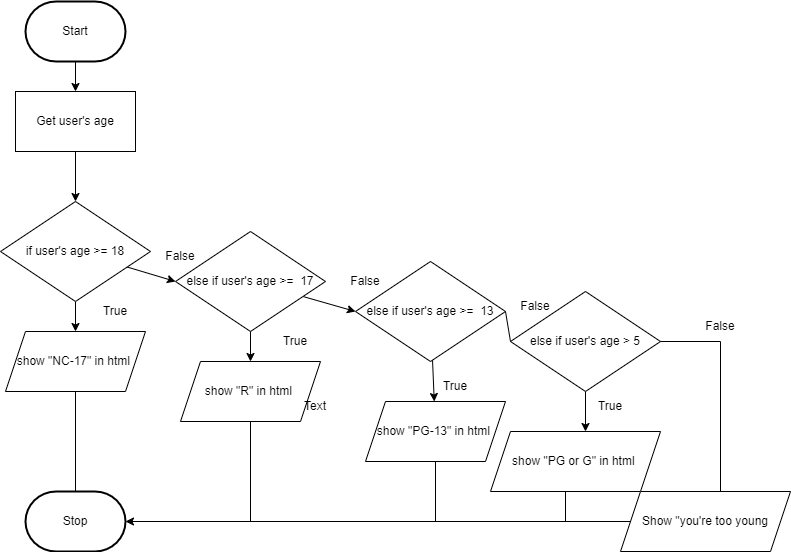 Start
Get user's age
if user's age >= 18
False
else if user's age >= 17
False
else if user's age >= 13
False
else if user's age > 5
False
True
show "NC-17" in html
True
show "R" in html
Text
True
show "PG-13" in html
True
show "PG or G" in html
Stop
Show "you're too young